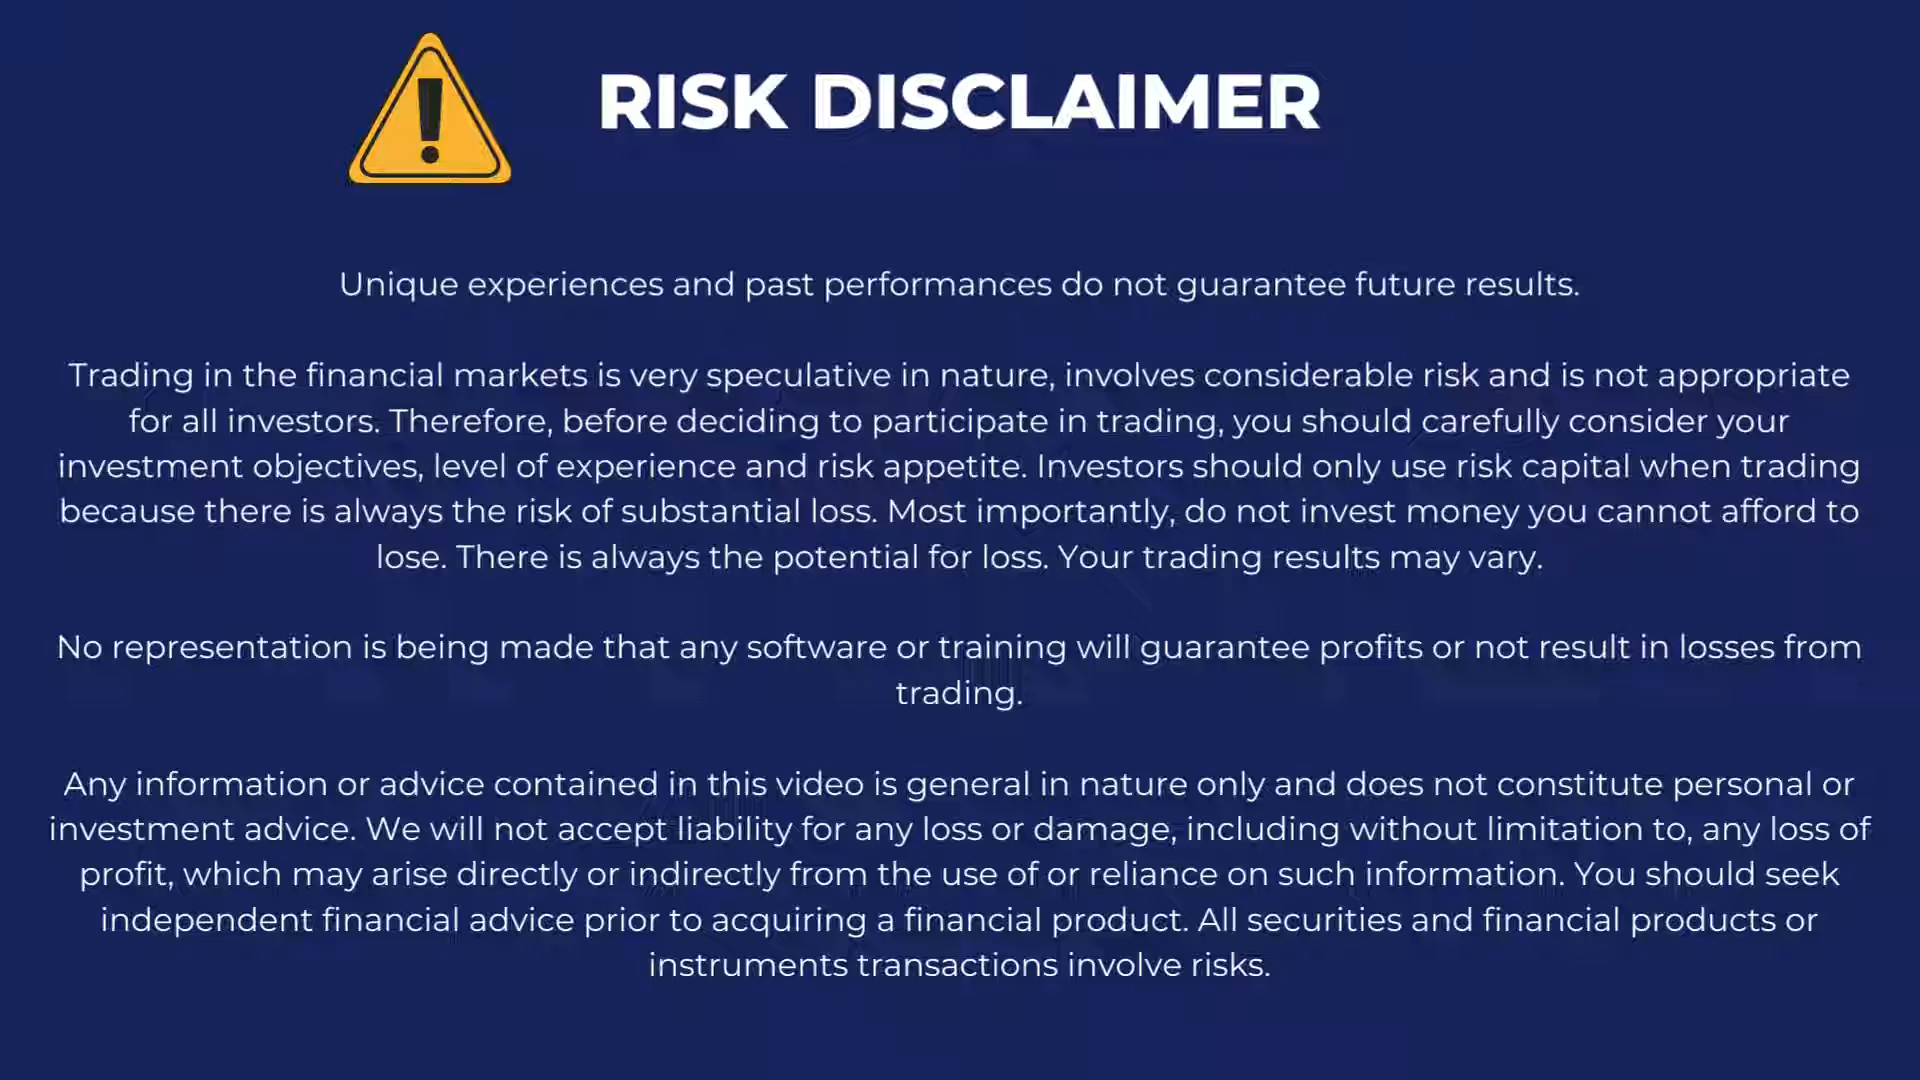 RISK DISCLAIMER
Unique experiences and past performances do not guarantee future results.
Trading in the financial markets is very speculative in nature, involves considerable risk and is not appropriate
for all investors. Therefore, before deciding to participate in trading, you should carefully consider your
investment objectives, level of experience and risk appetite. Investors should only use risk capital when trading
because there is always the risk of substantial loss. Most importantly, do not invest money you cannot afford to
lose. There is always the potential for loss. Your trading results may vary.
No representation is being made that any software or training will guarantee profits or not result in losses from
trading.
Any information or advice contained in this video is general in nature only and does not constitute personal or
investment advice. We will not accept liability for any loss or damage, including without limitation to, any loss of
profit, which may arise directly or indirectly from the use of or reliance on such information. You should seek
independent financial advice prior to acquiring a financial product. All securities and financial products or
instruments transactions involve risks.